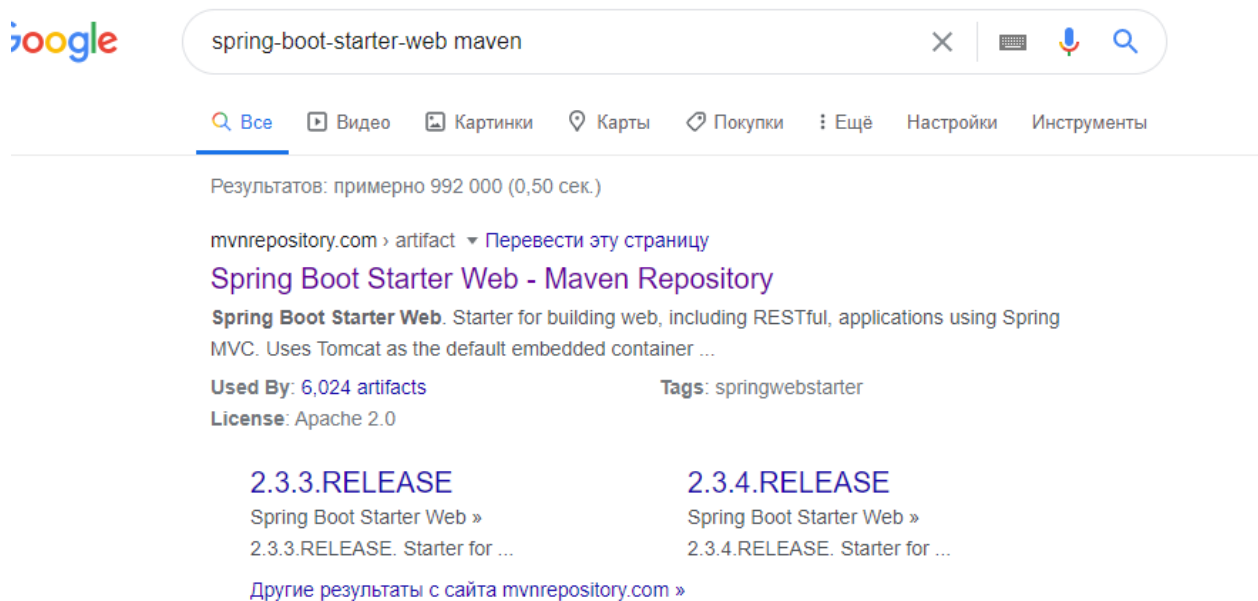 Google
spring-boot-starter-web maven
Все Видео Картинки Карты Покупки Ещё Настройки Инструменты
Результатов: примерно 992 000 (0,50 сек.)
mvnrepository.com › artifact ▾ Перевести эту страницу
Spring Boot Starter Web - Maven Repository
Spring Boot Starter Web. Starter for building web, including RESTful, applications using Spring
MVC. Uses Tomcat as the default embedded container ...
Used By: 6,024 artifacts Tags: springwebstarter
License: Apache 2.0
2.3.3.RELEASE
Spring Boot Starter Web »
2.3.3.RELEASE. Starter for ...
2.3.4.RELEASE
Spring Boot Starter Web »
2.3.4.RELEASE. Starter for ...
Другие результаты с сайта mvnrepository.com »